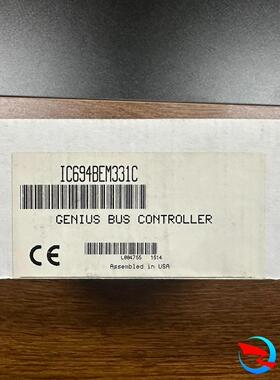 IC694BEM331C
GENIUS BUS CONTROLLER
CE
L004765 1514
Assembled in USA